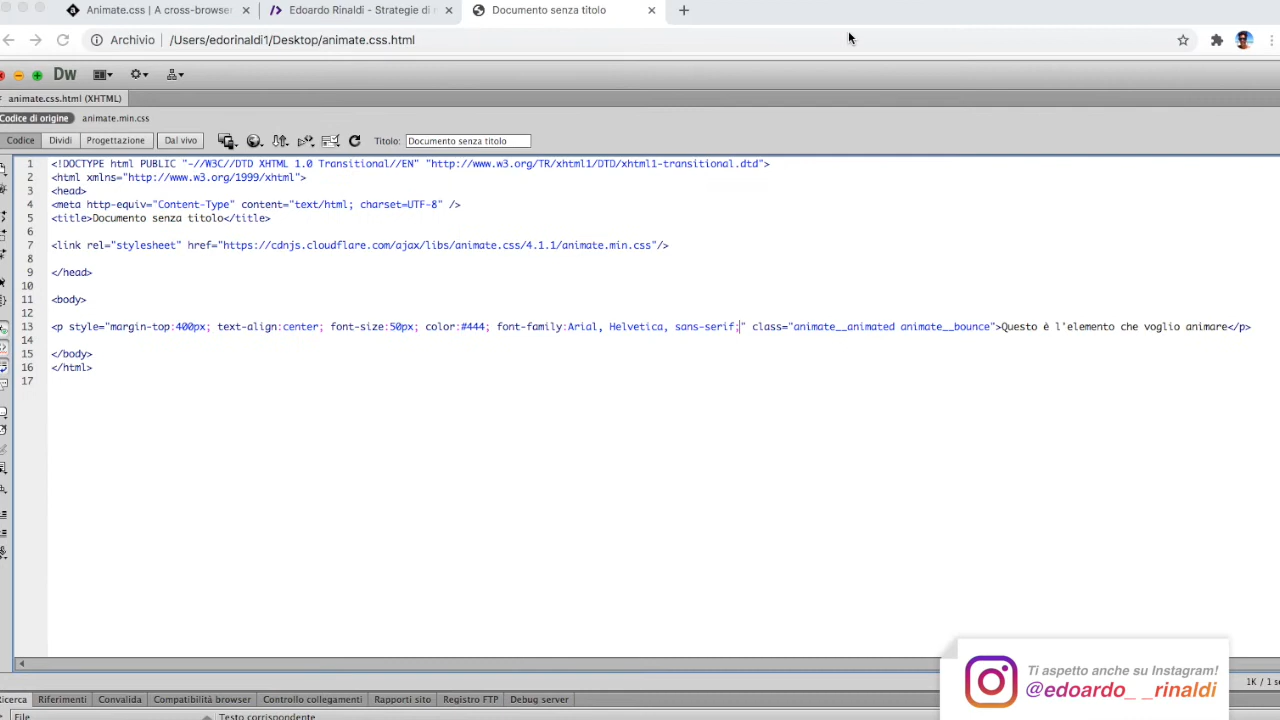 Animate.css | A cross-browser
Edoardo Rinaldi - Strategie di
Documento senza titolo
Archivio
/Users/edorinaldi1/Desktop/animate.css.html
Dw
animate.css.html (XHTML)
Codice di origine
animate.min.css
Codice
Dividi
Progettazione
Dal vivo
Titolo:
Documento senza titolo
1 <!DOCTYPE html PUBLIC "-//W3C//DTD XHTML 1.0 Transitional//EN" "http://www.w3.org/TR/xhtml1/DTD/xhtml1-transitional.dtd">
2 <html xmlns="http://www.w3.org/1999/xhtml">
3 <head>
4 <meta http-equiv="Content-Type" content="text/html; charset=UTF-8" />
5 <title>Documento senza titolo</title>
6
7 <link rel="stylesheet" href="https://cdnjs.cloudflare.com/ajax/libs/animate.css/4.1.1/animate.min.css"/>
8
9 </head>
10
11 <body>
12
13 <p style="margin-top:400px; text-align:center; font-size:50px; color:#444; font-family:Arial, Helvetica, sans-serif;" class="animate__animated animate__bounce">Questo è l'elemento che voglio animare</p>
14
15 </body>
16 </html>
17
Ti aspetto anche su Instagram!
@edoardo_ _rinaldi
1K / 1
Ricerca
Riferimenti
Convalida
Compatibilità browser
Controllo collegamenti
Rapporti sito
Registro FTP
Debug server
File
Testo corrispondente